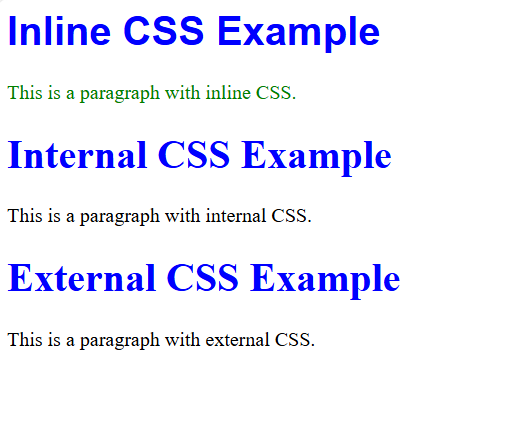 Inline CSS Example
This is a paragraph with inline CSS.
Internal CSS Example
This is a paragraph with internal CSS.
External CSS Example
This is a paragraph with external CSS.